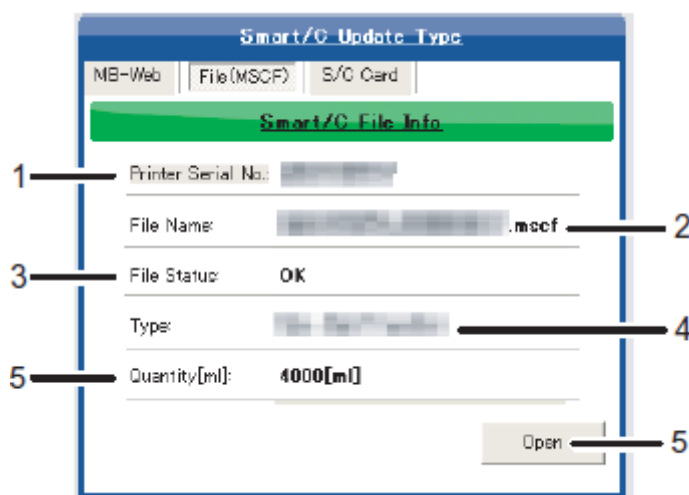 Smart/C Update Type
MB-Web File(MSCF) S/C Card
Smart/C File Info
1 Printer Serial No.:
File Name: .mscf 2
3 File Status: OK
Type: 4
5 Quantity[ml]: 4000[ml]
Open 5